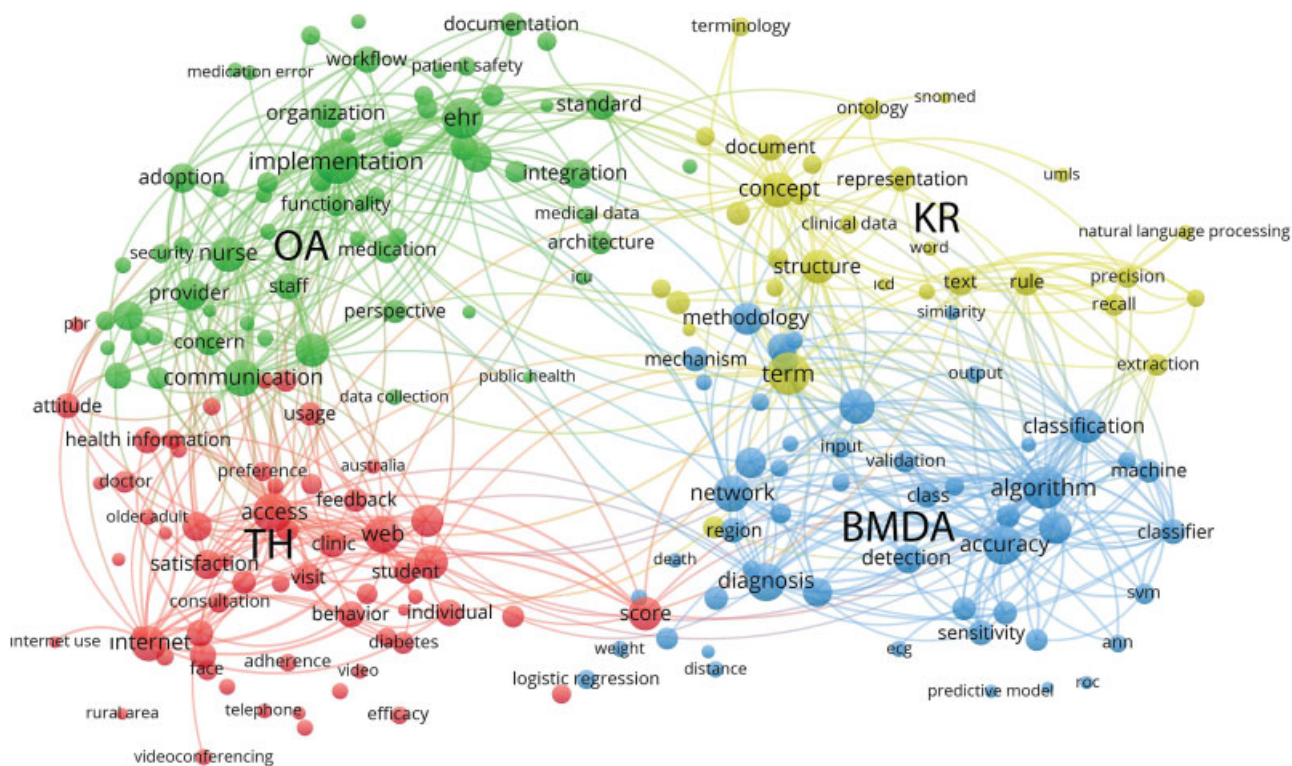 documentation
terminology
workflow
patient safety
medication error
snomed
ontology
organization
ehr
standard
document
implementation
umls
adoption
integration
concept
representation
functionality
medical data
clinical data
KR
natural language processing
security
nurse
OA
medication
architecture
word
structure
staff
icu
icd
text
rule
precision
provider
recall
perspective
methodology
similarity
phr
concern
mechanism
extraction
communication
public health
term
output
data collection
attitude
usage
classification
health information
input
preference
australia
validation
machine
doctor
feedback
network
class
algorithm
older adult
access
TH
clinic
web
region
BMDA
accuracy
classifier
satisfaction
visit
student
death
detection
diagnosis
consultation
behavior
individual
score
svm
internet use
internet
diabetes
weight
sensitivity
ecg
ann
face
adherence
video
logistic regression
distance
predictive model
roc
rural area
telephone
efficacy
videoconferencing